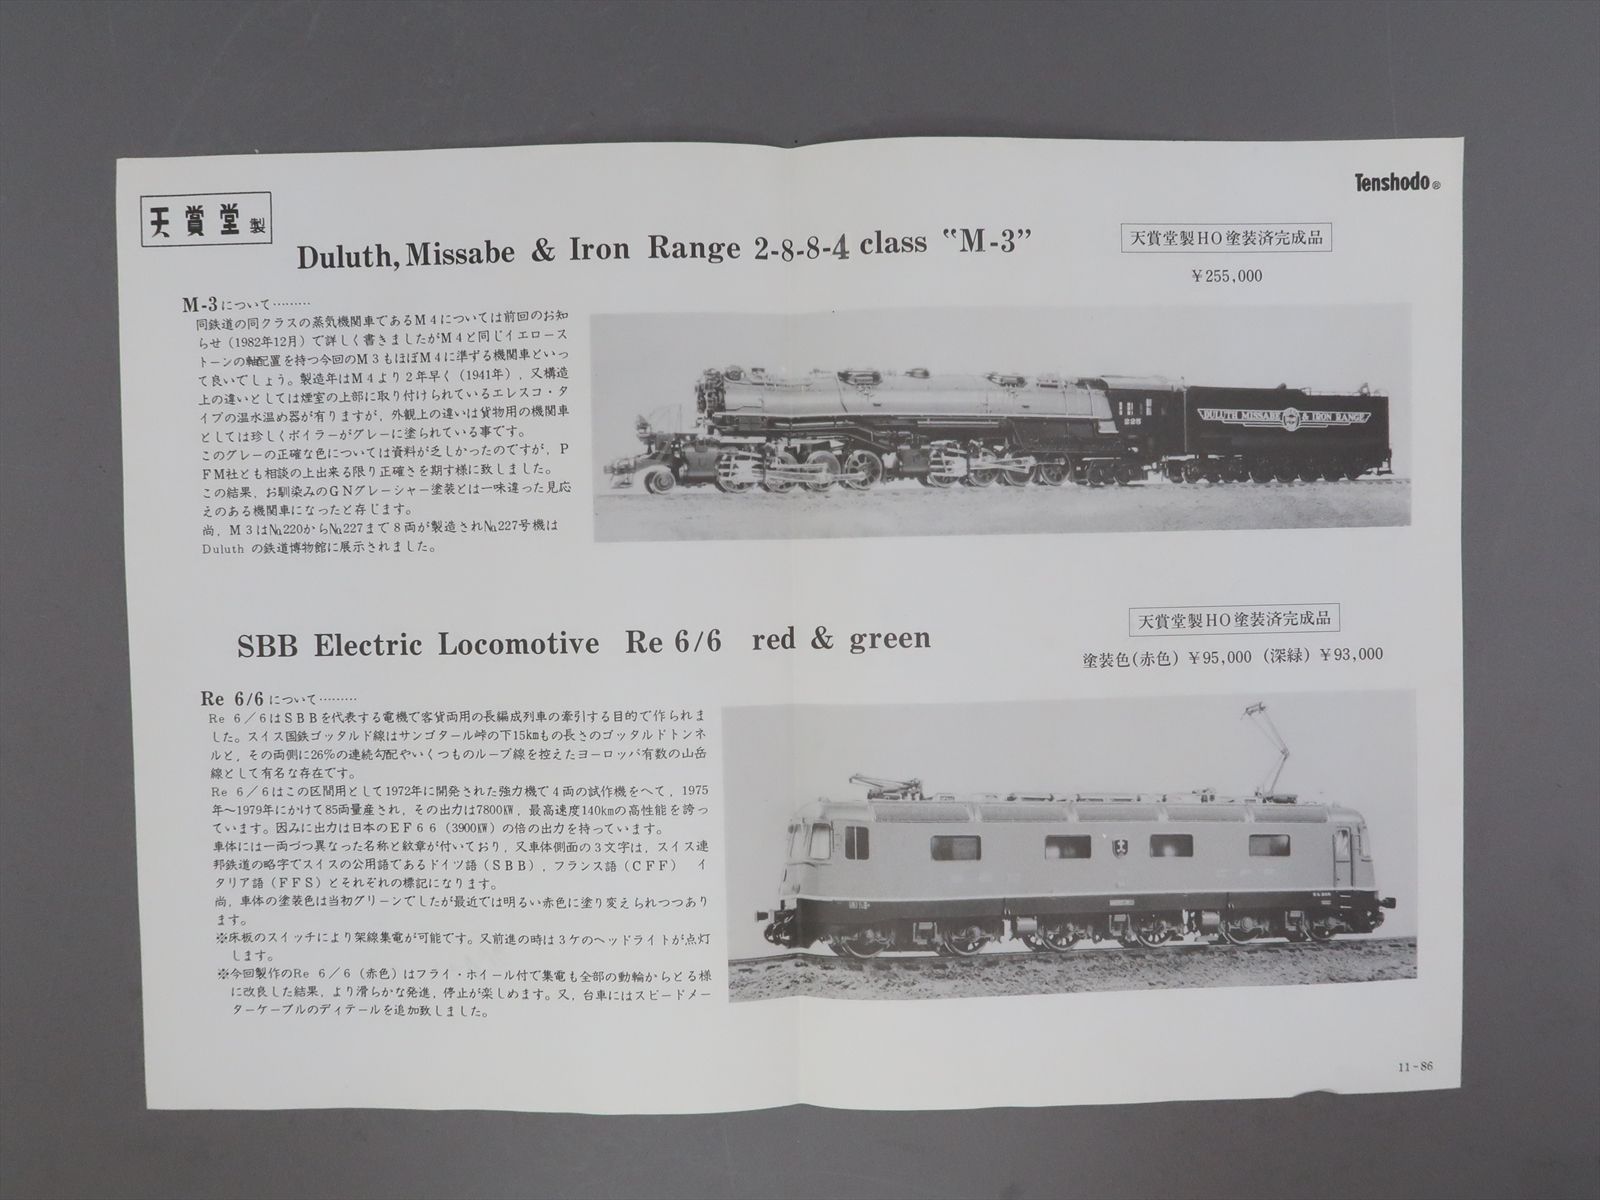 Tenshodo®
天賞堂製
Duluth, Missabe & Iron Range 2-8-8-4 class “M-3”
天賞堂製HO塗装済完成品
￥255,000
M-3について………
同鉄道の同クラスの蒸気機関車であるM4については前回のお知
らせ（1982年12月）で詳しく書きましたがM4と同じイエロース
トーンの軸配置を持つ今回のM3もほぼM4に準ずる機関車といっ
て良いでしょう。製造年はM4より2年早く（1941年），又構造
上の違いとしては煙室の上部に取り付けられているエレスコ・タ
イプの温水温め器が有りますが，外観上の違いは貨物用の機関車
としては珍しくボイラーがグレーに塗られている事です。
このグレーの正確な色については資料が乏しかったのですが，P
FM社とも相談の上出来る限り正確さを期す様に致しました。
この結果，お馴染みのGNグレーシャー塗装とは一味違った見応
えのある機関車になったと存じます。
尚，M3は№220から№227まで8両が製造され№227号機は
Duluth の鉄道博物館に展示されました。
225
DULUTH MISSABE & IRON RANGE
SBB Electric Locomotive Re 6/6 red & green
天賞堂製HO塗装済完成品
塗装色(赤色) ￥95,000 (深緑) ￥93,000
Re 6/6について………
Re 6／6はSBBを代表する電機で客貨両用の長編成列車の牽引する目的で作られま
した。スイス国鉄ゴッタルド線はサンゴタール峠の下15㎞もの長さのゴッタルドトンネ
ルと，その両側に26％の連続勾配やいくつものループ線を控えたヨーロッパ有数の山岳
線として有名な存在です。
Re 6／6はこの区間用として1972年に開発された強力機で4両の試作機をへて，1975
年～1979年にかけて85両量産され，その出力は7800㎾，最高速度140㎞の高性能を誇っ
ています。因みに出力は日本のEF66（3900㎾）の倍の出力を持っています。
車体には一両づつ異なった名称と紋章が付いており，又車体側面の3文字は，スイス連
邦鉄道の略字でスイスの公用語であるドイツ語（SBB），フランス語（CFF） イ
タリア語（FFS）とそれぞれの標記になります。
尚，車体の塗装色は当初グリーンでしたが最近では明るい赤色に塗り変えられつつあり
ます。
※床板のスイッチにより架線集電が可能です。又前進の時は3ケのヘッドライトが点灯
します。
※今回製作のRe 6／6（赤色）はフライ・ホイール付で集電も全部の動輪からとる様
に改良した結果，より滑らかな発進，停止が楽しめます。又，台車にはスピードメー
ターケーブルのディテールを追加致しました。
11-86